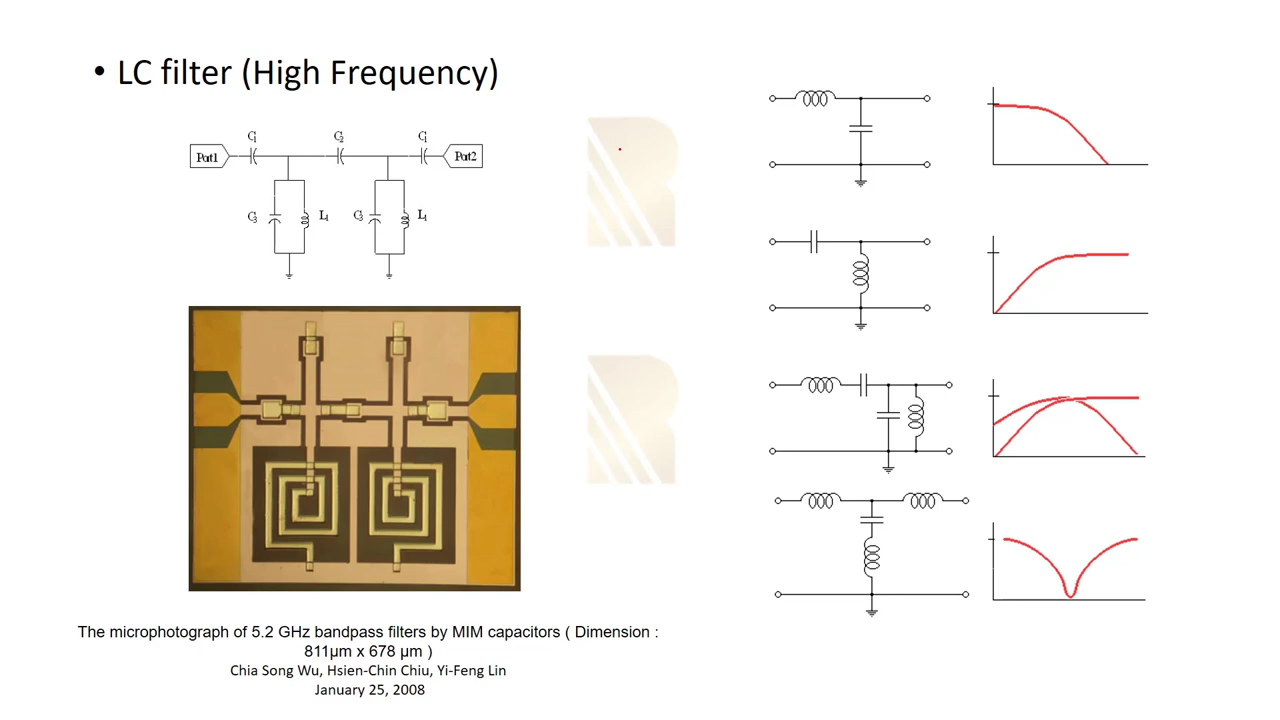 • LC filter (High Frequency)
C1 C2 C1
Port1 Port2
C3 L1 C3 L1
The microphotograph of 5.2 GHz bandpass filters by MIM capacitors ( Dimension :
811μm x 678 μm )
Chia Song Wu, Hsien-Chin Chiu, Yi-Feng Lin
January 25, 2008